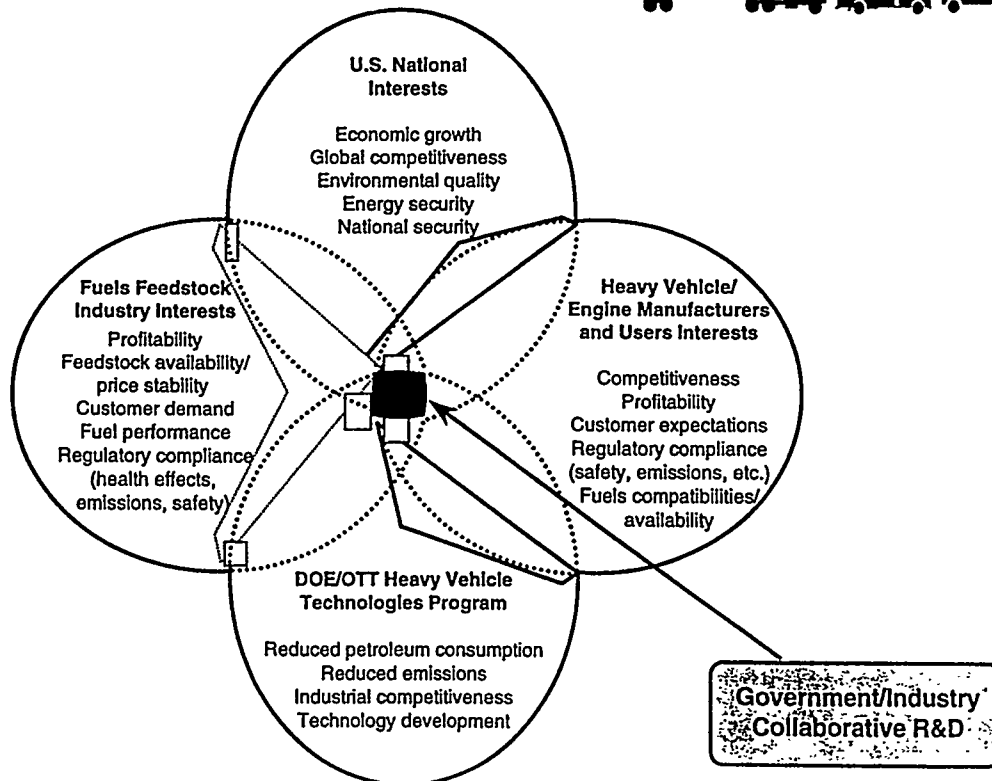 U.S. National
Interests
Economic growth
Global competitiveness
Environmental quality
Energy security
National security
Fuels Feedstock
Industry Interests
Profitability
Feedstock availability/
price stability
Customer demand
Fuel performance
Regulatory compliance
(health effects,
emissions, safety)
Heavy Vehicle/
Engine Manufacturers
and Users Interests
Competitiveness
Profitability
Customer expectations
Regulatory compliance
(safety, emissions, etc.)
Fuels compatibilities/
availability
DOE/OTT Heavy Vehicle
Technologies Program
Reduced petroleum consumption
Reduced emissions
Industrial competitiveness
Technology development
Government/Industry
Collaborative R&D